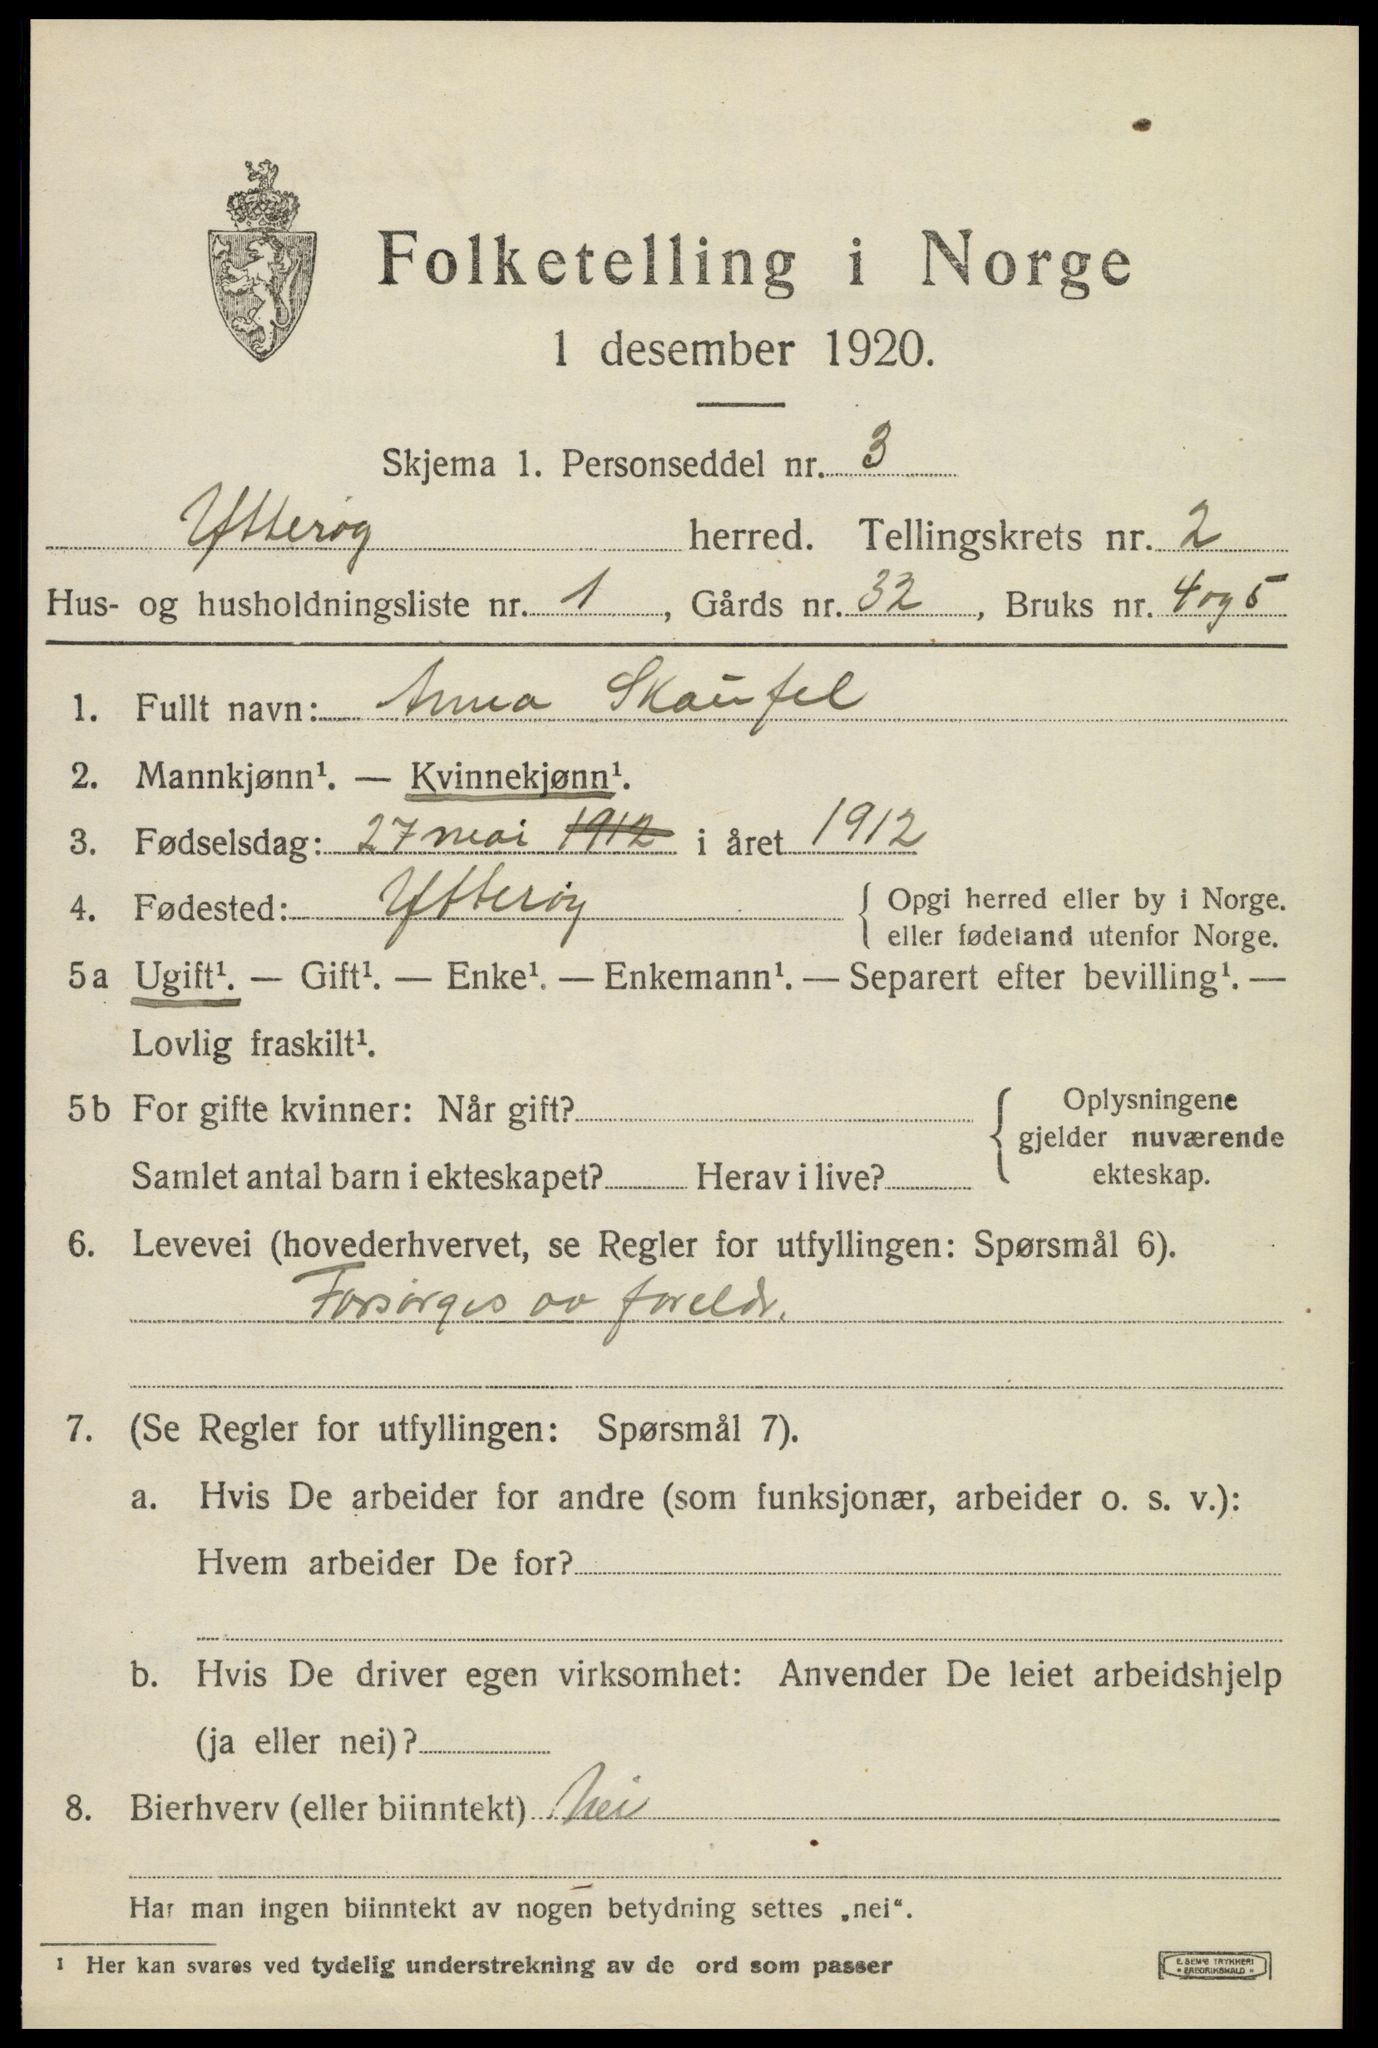 Folketelling i Norge
1 desember 1920.
Skjema 1. Personseddel nr. 3
Ytterøy herred. Tellingskrets nr. 2
Hus- og husholdningsliste nr. 1, Gårds nr. 32, Bruks nr. 4 og 5
1. Fullt navn: Anna Skaufel
2. Mannkjønn¹. — Kvinnekjønn¹.
3. Fødselsdag: 27 mai 1912 i året 1912
4. Fødested: Ytterøy { Opgi herred eller by i Norge.
eller fødeland utenfor Norge.
5a Ugift¹. — Gift¹. — Enke¹. — Enkemann¹. — Separert efter bevilling¹. —
Lovlig fraskilt¹.
5b For gifte kvinner: Når gift? { Oplysningene
gjelder nuværende
Samlet antal barn i ekteskapet? Herav i live? ekteskap.
6. Levevei (hovederhvervet, se Regler for utfyllingen: Spørsmål 6).
Forsørges av foreldr.
7. (Se Regler for utfyllingen: Spørsmål 7).
a. Hvis De arbeider for andre (som funksjonær, arbeider o. s. v.):
Hvem arbeider De for?
b. Hvis De driver egen virksomhet: Anvender De leiet arbeidshjelp
(ja eller nei)?
8. Bierhverv (eller biinntekt) Nei
Har man ingen biinntekt av nogen betydning settes „nei“.
¹ Her kan svares ved tydelig understrekning av de ord som passer
E. SEM'S TRYKKERI
• FREDRIKSHALD •